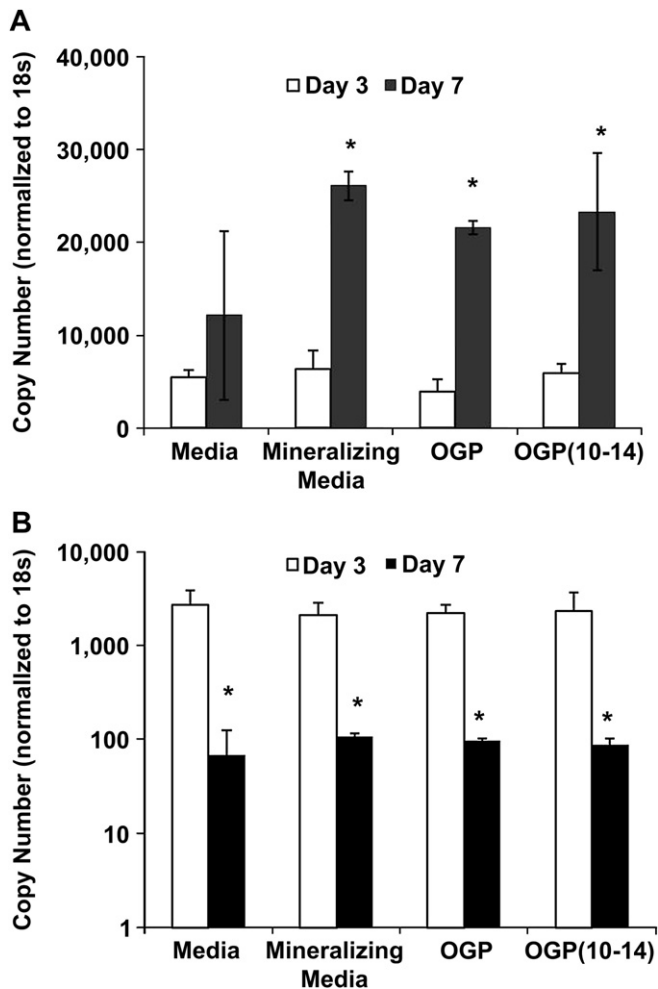 A
Copy Number (normalized to 18s)
40,000
30,000
20,000
10,000
0
Day 3 Day 7
* * *
Media Mineralizing OGP OGP(10-14)
Media
B
Copy Number (normalized to 18s)
10,000
1,000
100
10
1
Day 3 Day 7
* * * *
Media Mineralizing OGP OGP(10-14)
Media